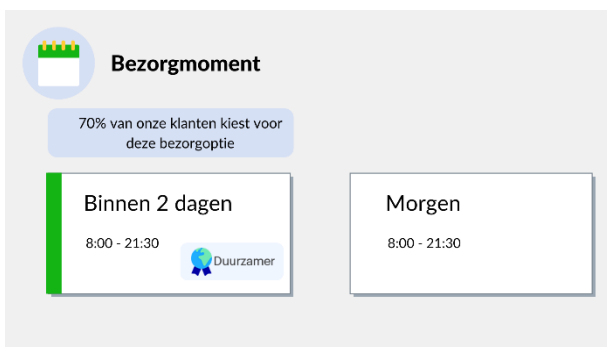 Bezorgmoment
70% van onze klanten kiest voor
deze bezorgoptie
Binnen 2 dagen
8:00 - 21:30
Duurzamer
Morgen
8:00 - 21:30